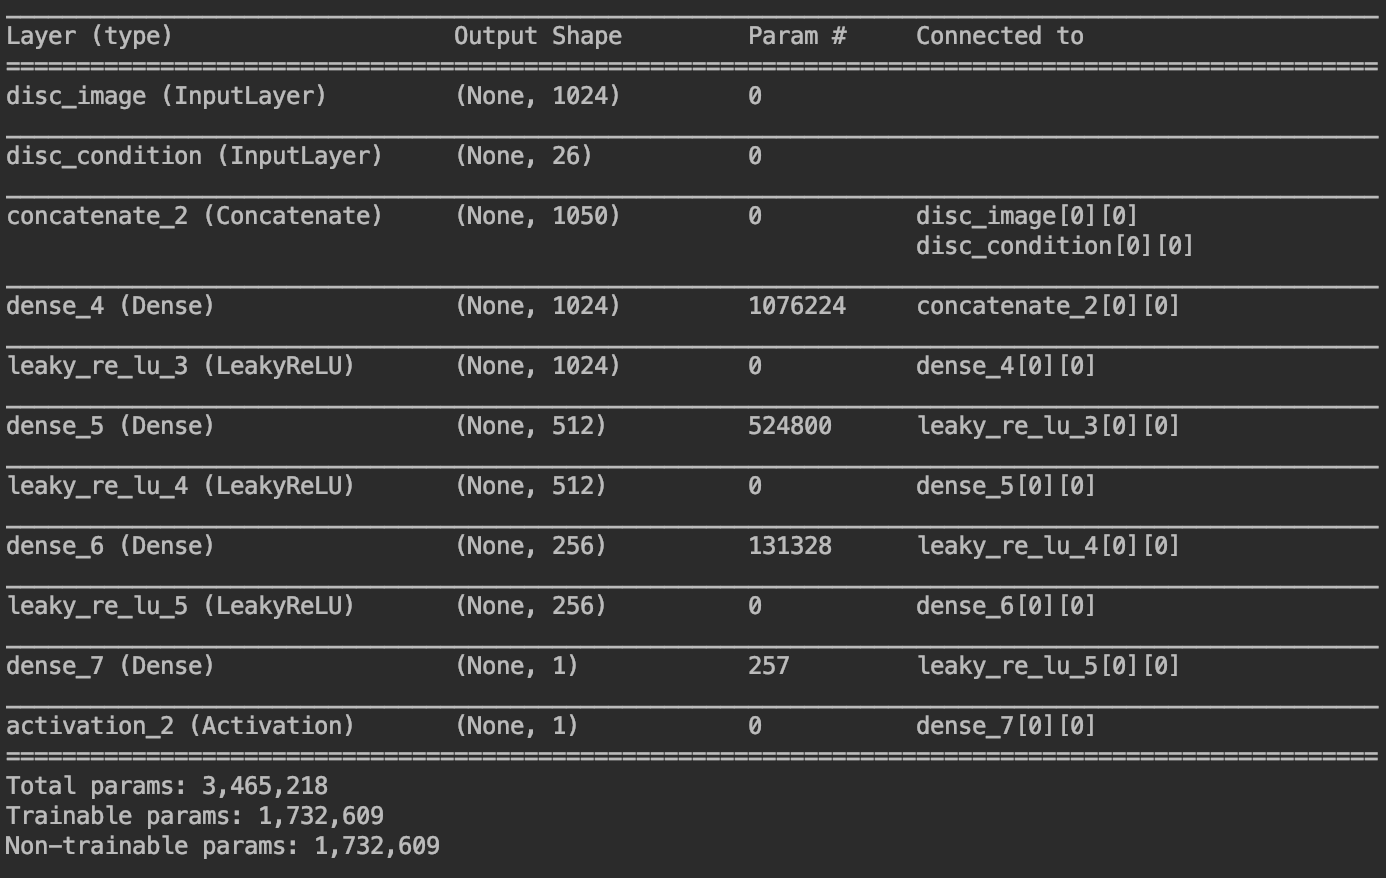 Layer (type) Output Shape Param # Connected to
disc_image (InputLayer) (None, 1024) 0
disc_condition (InputLayer) (None, 26) 0
concatenate_2 (Concatenate) (None, 1050) 0 disc_image[0][0]
disc_condition[0][0]
dense_4 (Dense) (None, 1024) 1076224 concatenate_2[0][0]
leaky_re_lu_3 (LeakyReLU) (None, 1024) 0 dense_4[0][0]
dense_5 (Dense) (None, 512) 524800 leaky_re_lu_3[0][0]
leaky_re_lu_4 (LeakyReLU) (None, 512) 0 dense_5[0][0]
dense_6 (Dense) (None, 256) 131328 leaky_re_lu_4[0][0]
leaky_re_lu_5 (LeakyReLU) (None, 256) 0 dense_6[0][0]
dense_7 (Dense) (None, 1) 257 leaky_re_lu_5[0][0]
activation_2 (Activation) (None, 1) 0 dense_7[0][0]
Total params: 3,465,218
Trainable params: 1,732,609
Non-trainable params: 1,732,609